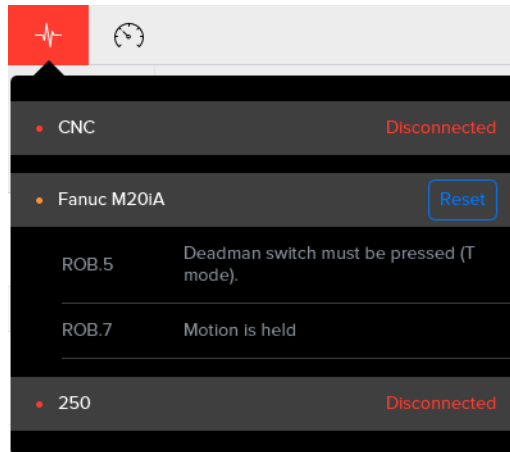 CNC Disconnected
Fanuc M20iA Reset
ROB.5 Deadman switch must be pressed (T
mode).
ROB.7 Motion is held
250 Disconnected